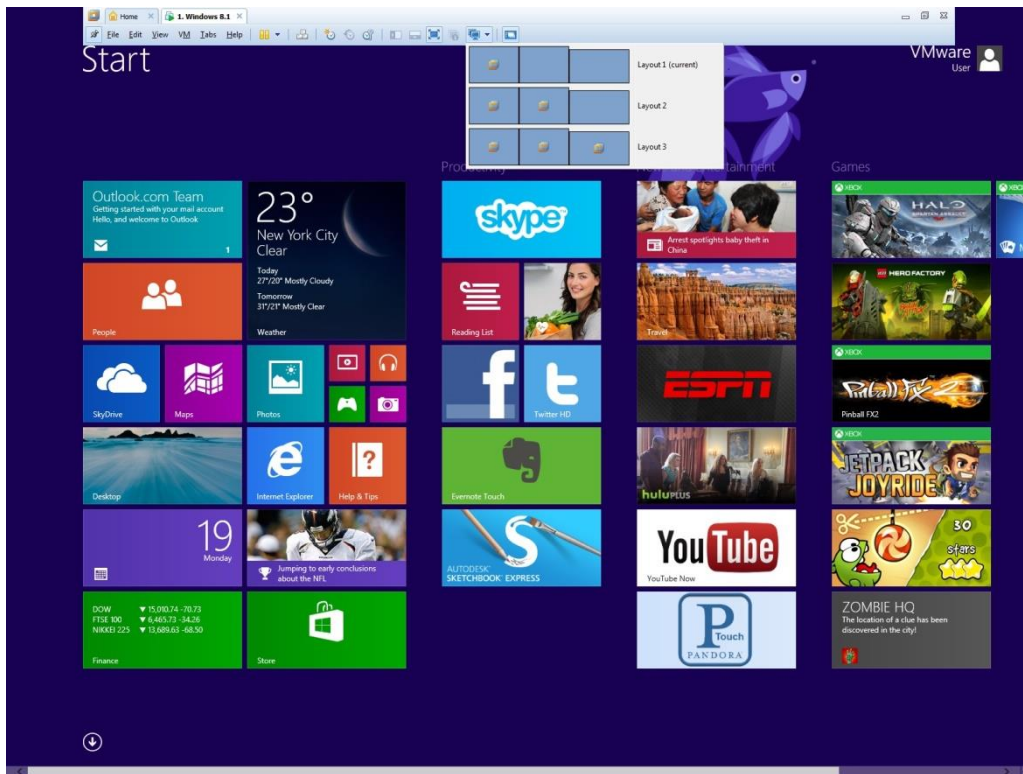 Home
1. Windows 8.1
File Edit View VM Tabs Help
Start
Layout 1 (current)
Layout 2
Layout 3
VMware
User
Games
Outlook.com Team
Getting started with your mail account
Hello, and welcome to Outlook
1
People
23°
New York City
Clear
Today
27°/20° Mostly Cloudy
Tomorrow
31°/21° Mostly Clear
Weather
SkyDrive
Maps
Photos
Desktop
Internet Explorer
?
Help & Tips
19
Monday
Jumping to early conclusions
about the NFL
DOW ▼ 15,010.74 -70.73
FTSE 100 ▼ 6,465.73 -34.26
NIKKEI 225 ▼ 13,689.63 -68.50
Finance
Store
skype
Reading List
f
t
Twitter HD
Evernote Touch
S
AUTODESK
SKETCHBOOK EXPRESS
Arrest spotlights baby theft in
China
Travel
ESPN
huluPLUS
YouTube
YouTube Now
P
Touch
PANDORA
XBOX
HALO
SPARTAN ASSAULT
XBOX
LEGO HERO FACTORY
XBOX
Pinball FX2
Pinball FX2
XBOX
JETPACK
JOYRIDE
30
stars
ZOMBIE HQ
The location of a clue has been
discovered in the city!